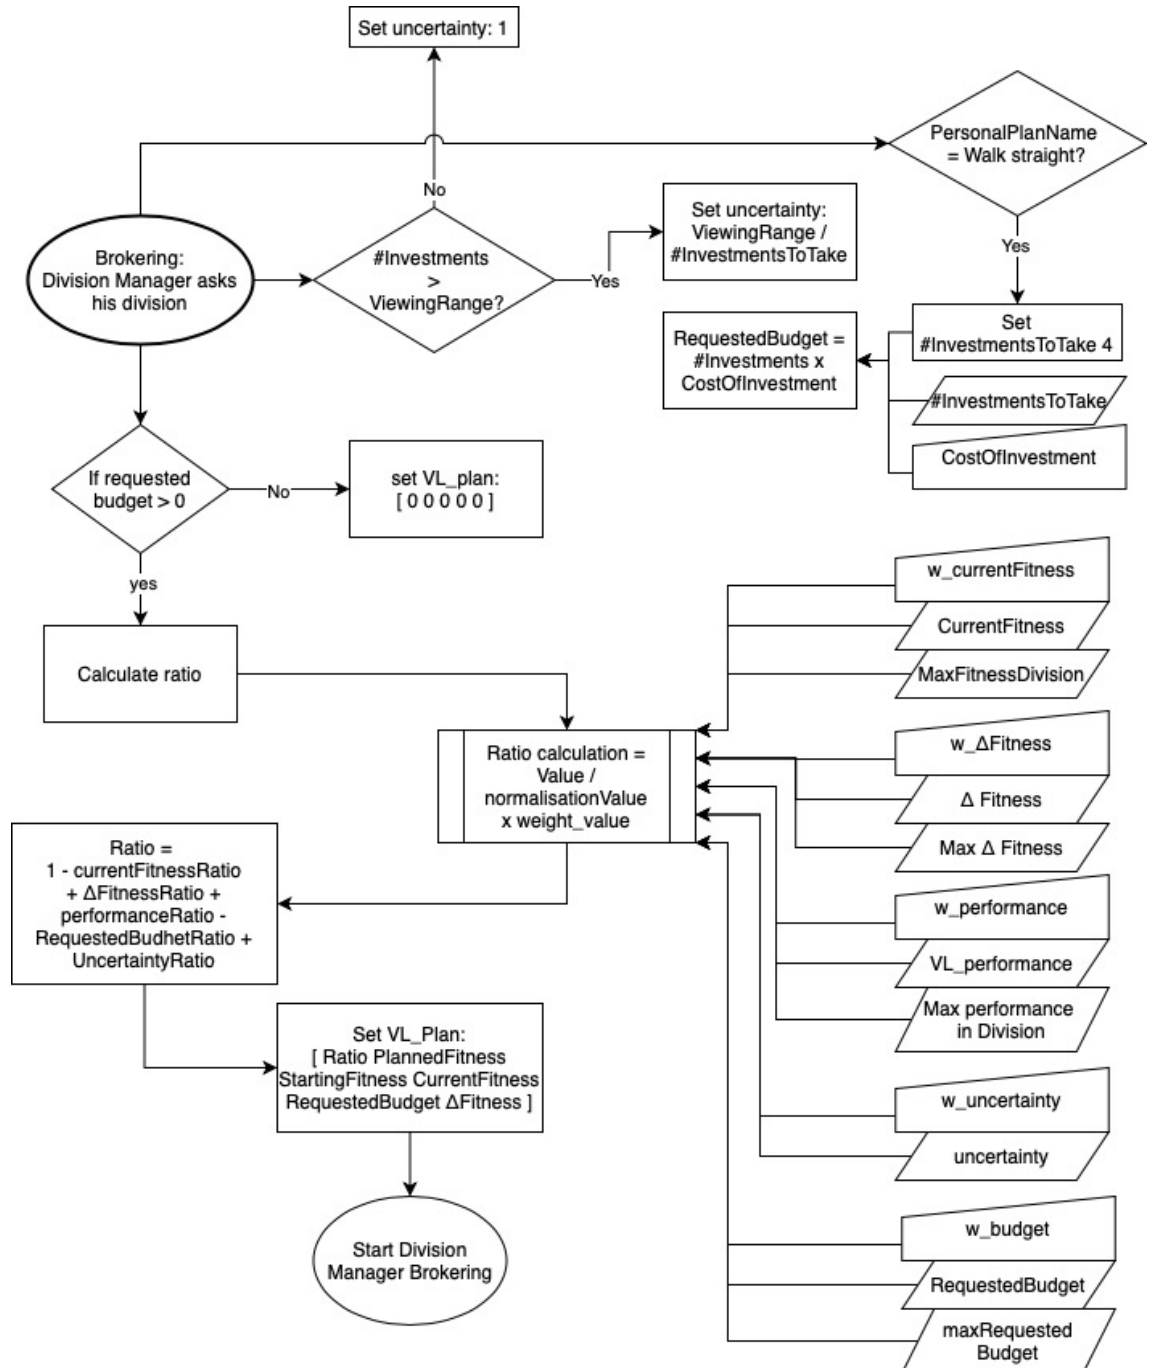 Set uncertainty: 1
PersonalPlanName
= Walk straight?
No
Set uncertainty:
ViewingRange /
#InvestmentsToTake
Brokering:
Division Manager asks
his division
#Investments
>
ViewingRange?
Yes
Yes
RequestedBudget =
#Investments x
CostOfInvestment
Set
#InvestmentsToTake 4
#InvestmentsToTake
CostOfInvestment
If requested
budget > 0
No
set VL_plan:
[ 0 0 0 0 0 ]
yes
Calculate ratio
w_currentFitness
CurrentFitness
MaxFitnessDivision
Ratio calculation =
Value /
normalisationValue
x weight_value
w_ΔFitness
Δ Fitness
Max Δ Fitness
Ratio =
1 - currentFitnessRatio
+ ΔFitnessRatio +
performanceRatio -
RequestedBudhetRatio +
UncertaintyRatio
w_performance
VL_performance
Max performance
in Division
Set VL_Plan:
[ Ratio PlannedFitness
StartingFitness CurrentFitness
RequestedBudget ΔFitness ]
w_uncertainty
uncertainty
Start Division
Manager Brokering
w_budget
RequestedBudget
maxRequested
Budget